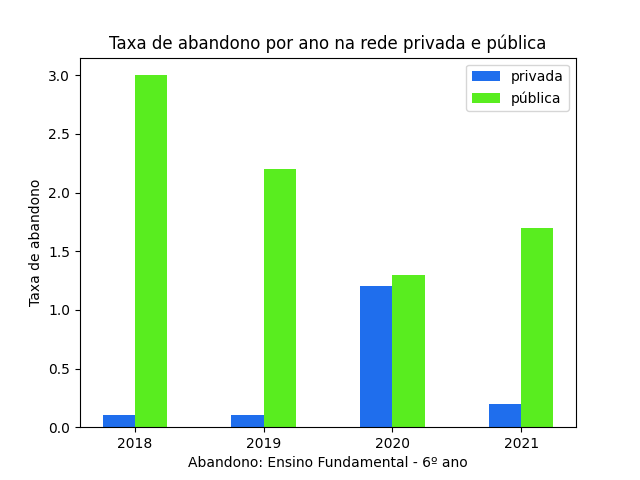 Taxa de abandono por ano na rede privada e pública
privada
pública
3.0
2.5
2.0
1.5
1.0
0.5
0.0
Taxa de abandono
2018 2019 2020 2021
Abandono: Ensino Fundamental - 6º ano